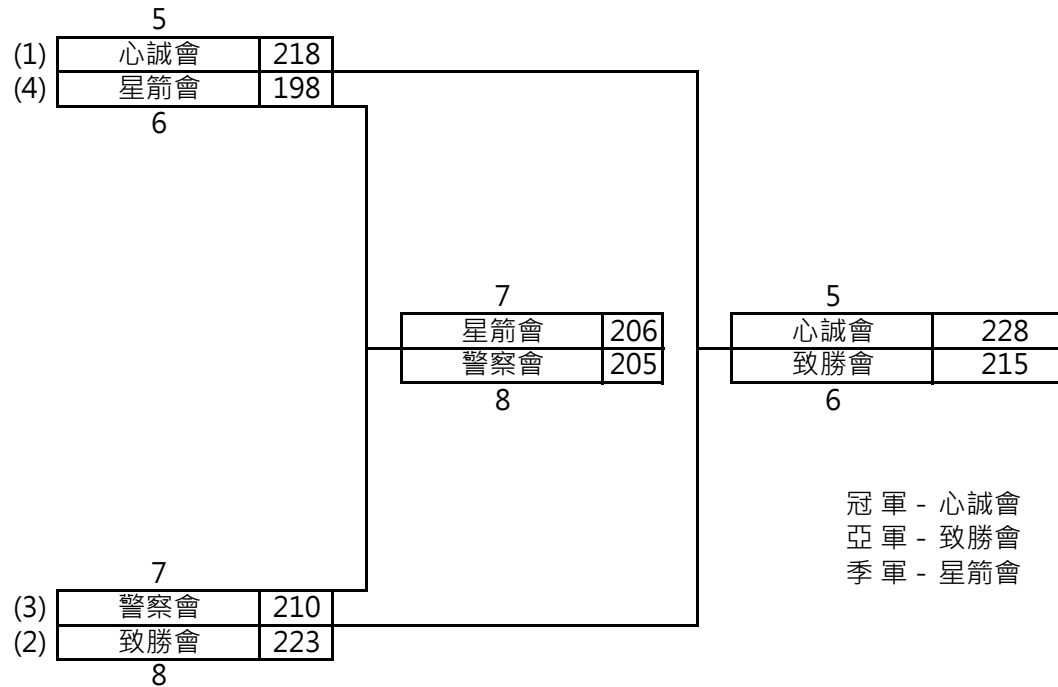 5
(1) 心誠會 218
(4) 星箭會 198
6
7
星箭會 206
警察會 205
8
5
心誠會 228
致勝會 215
6
冠 軍 - 心誠會
亞 軍 - 致勝會
季 軍 - 星箭會
7
(3) 警察會 210
(2) 致勝會 223
8